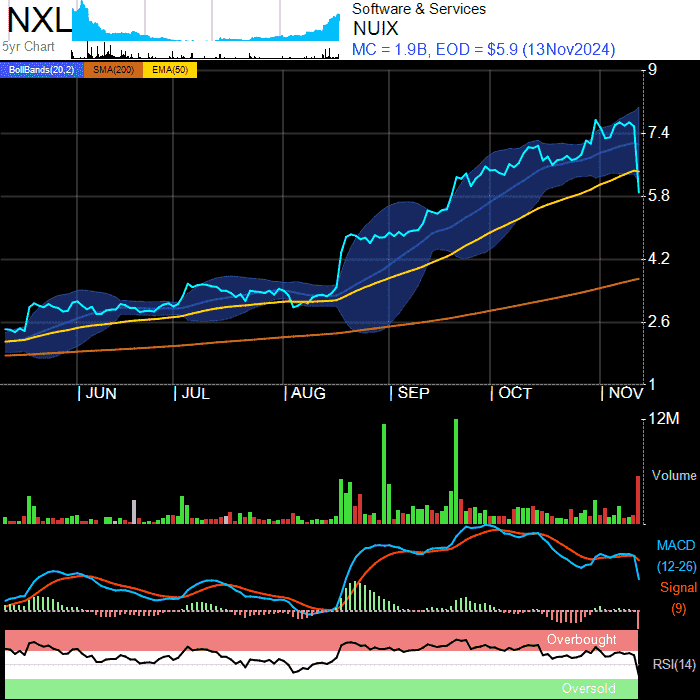 NXL
5yr Chart
Software & Services
NUIX
MC = 1.9B, EOD = $5.9 (13Nov2024)
BollBands(20,2) SMA(200) EMA(50)
9
7.4
5.8
4.2
2.6
1
JUN JUL AUG SEP OCT NOV
12M
Volume
MACD
(12-26)
Signal
(9)
Overbought
RSI(14)
Oversold